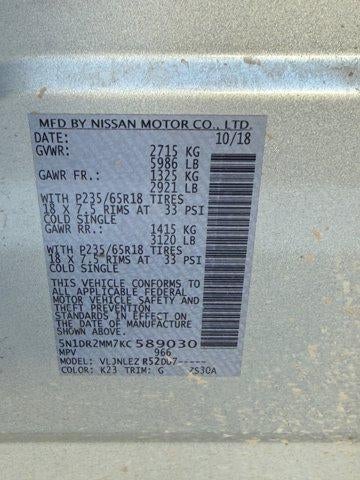 MFD BY NISSAN MOTOR CO., LTD.
DATE: 10/18
GVWR: 2715 KG
5986 LB
GAWR FR.: 1325 KG
2921 LB
WITH P235/65R18 TIRES
18 X 7.5 RIMS AT 33 PSI
COLD SINGLE
GAWR RR.: 1415 KG
3120 LB
WITH P235/65R18 TIRES
18 X 7.5 RIMS AT 33 PSI
COLD SINGLE
THIS VEHICLE CONFORMS TO
ALL APPLICABLE FEDERAL
MOTOR VEHICLE SAFETY
STANDARDS IN EFFECT ON
THE DATE OF MANUFACTURE
SHOWN ABOVE.
5N1DR2MM7KC589030
MPV 966
COLOR: K23 TRIM: G